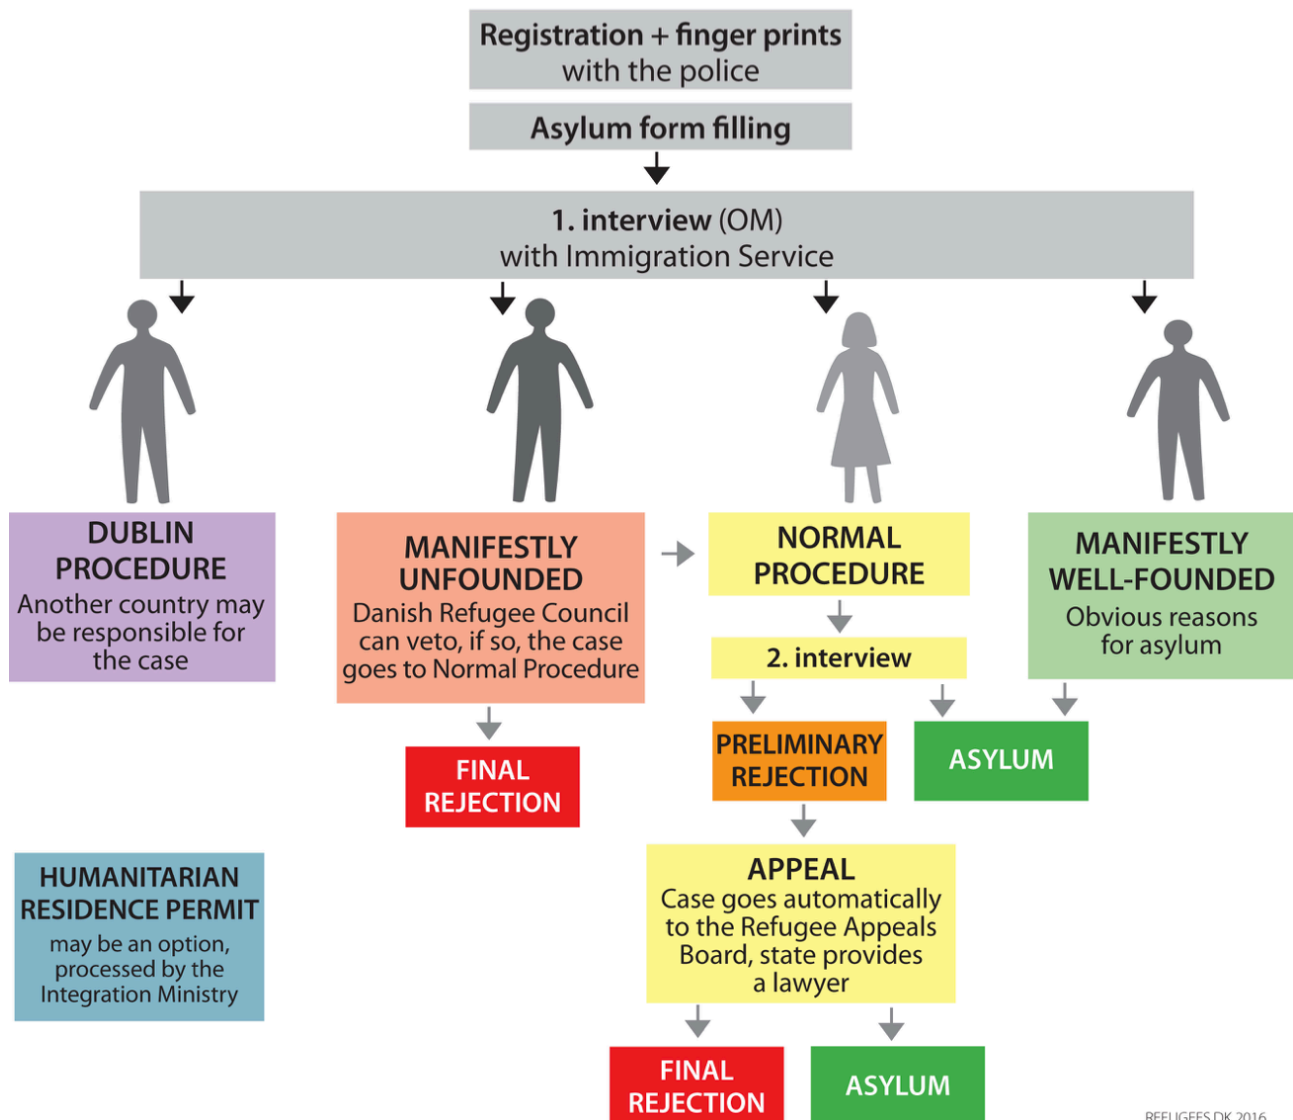 Registration + finger prints
with the police
Asylum form filling
1. interview (OM)
with Immigration Service
DUBLIN
PROCEDURE
Another country may
be responsible for
the case
MANIFESTLY
UNFOUNDED
Danish Refugee Council
can veto, if so, the case
goes to Normal Procedure
NORMAL
PROCEDURE
MANIFESTLY
WELL-FOUNDED
Obvious reasons
for asylum
2. interview
FINAL
REJECTION
PRELIMINARY
REJECTION
ASYLUM
HUMANITARIAN
RESIDENCE PERMIT
may be an option,
processed by the
Integration Ministry
APPEAL
Case goes automatically
to the Refugee Appeals
Board, state provides
a lawyer
FINAL
REJECTION
ASYLUM
REFUGEES.DK 2016